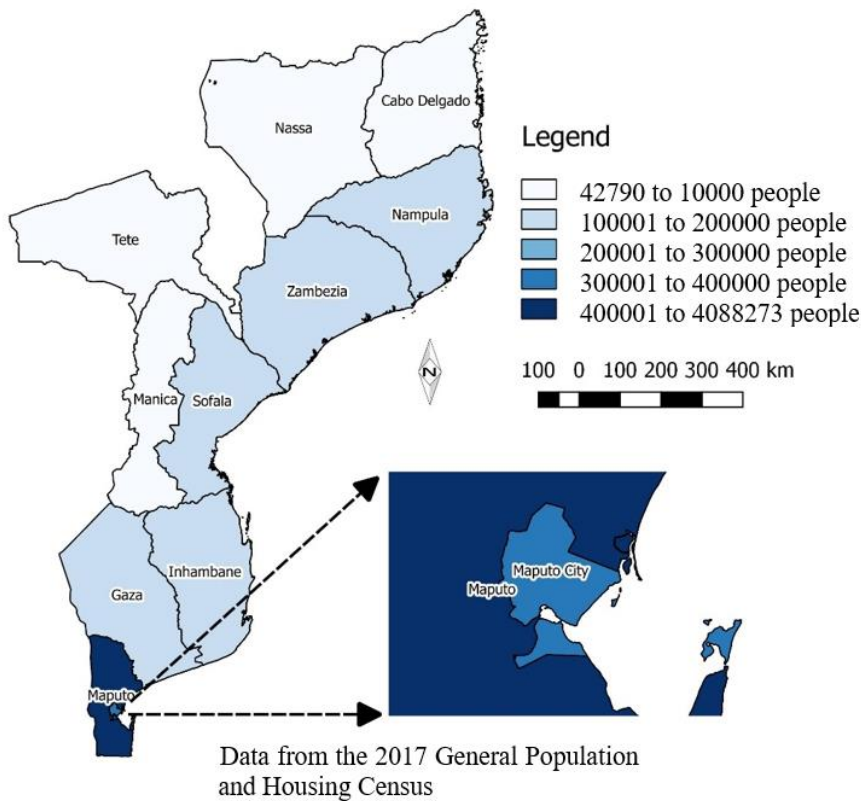 Cabo Delgado
Nassa
Legend
42790 to 10000 people
100001 to 200000 people
200001 to 300000 people
300001 to 400000 people
400001 to 4088273 people
Nampula
Tete
Zambezia
N
100 0 100 200 300 400 km
Manica
Sofala
Inhambane
Gaza
Maputo
Maputo City
Maputo
Data from the 2017 General Population
and Housing Census